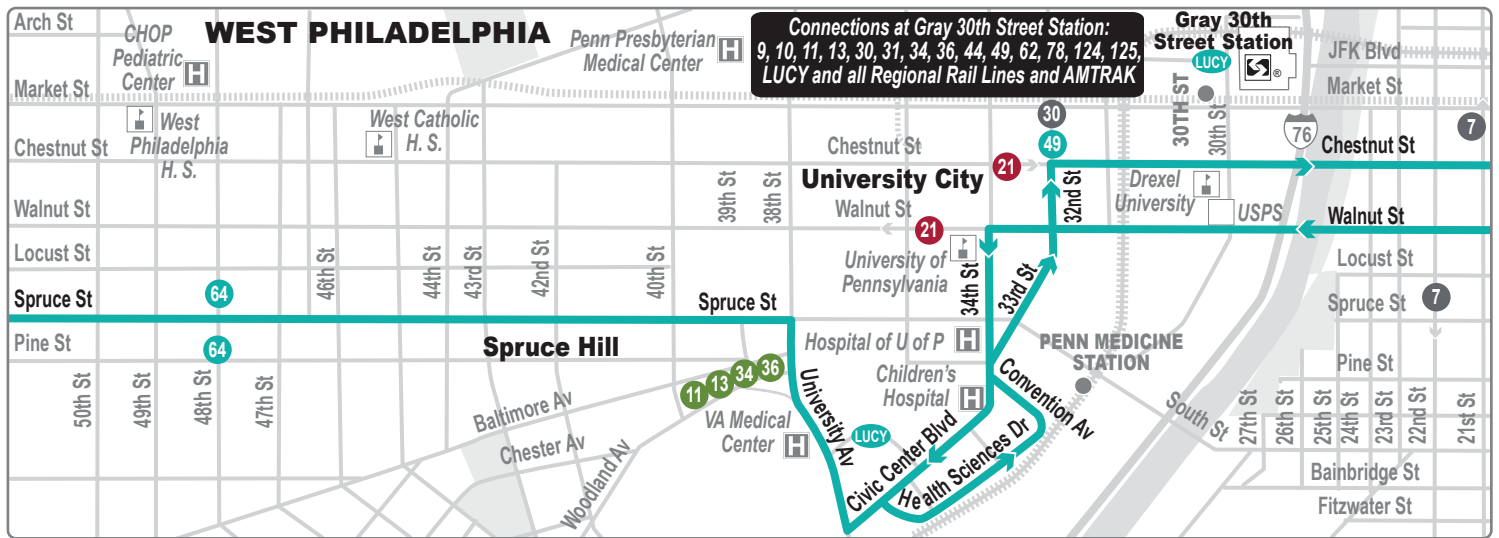 Arch St
WEST PHILADELPHIA
CHOP
Pediatric
Center
H
Penn Presbyterian
Medical Center
H
Connections at Gray 30th Street Station:
9, 10, 11, 13, 30, 31, 34, 36, 44, 49, 62, 78, 124, 125,
LUCY and all Regional Rail Lines and AMTRAK
Gray 30th
Street Station
LUCY
S
®
JFK Blvd
Market St
Market St
30TH ST
30th St
76
7
West
Philadelphia
H. S.
West Catholic
H. S.
30
49
Chestnut St
Chestnut St
Chestnut St
21
University City
32nd St
Drexel
University
USPS
39th St
38th St
Walnut St
Walnut St
Walnut St
21
Locust St
46th St
44th St
43rd St
42nd St
40th St
University of
Pennsylvania
34th St
33rd St
Locust St
64
Spruce St
Spruce St
Spruce St
7
Pine St
64
Spruce Hill
Hospital of U of P
H
PENN MEDICINE
STATION
Pine St
50th St
49th St
48th St
47th St
11
13
34
36
Children's
Hospital
H
Convention Av
Baltimore Av
Chester Av
Woodland Av
VA Medical
Center
H
University Av
LUCY
Civic Center Blvd
Health Sciences Dr
South St
27th St
26th St
25th St
24th St
23rd St
22nd St
21st St
Bainbridge St
Fitzwater St